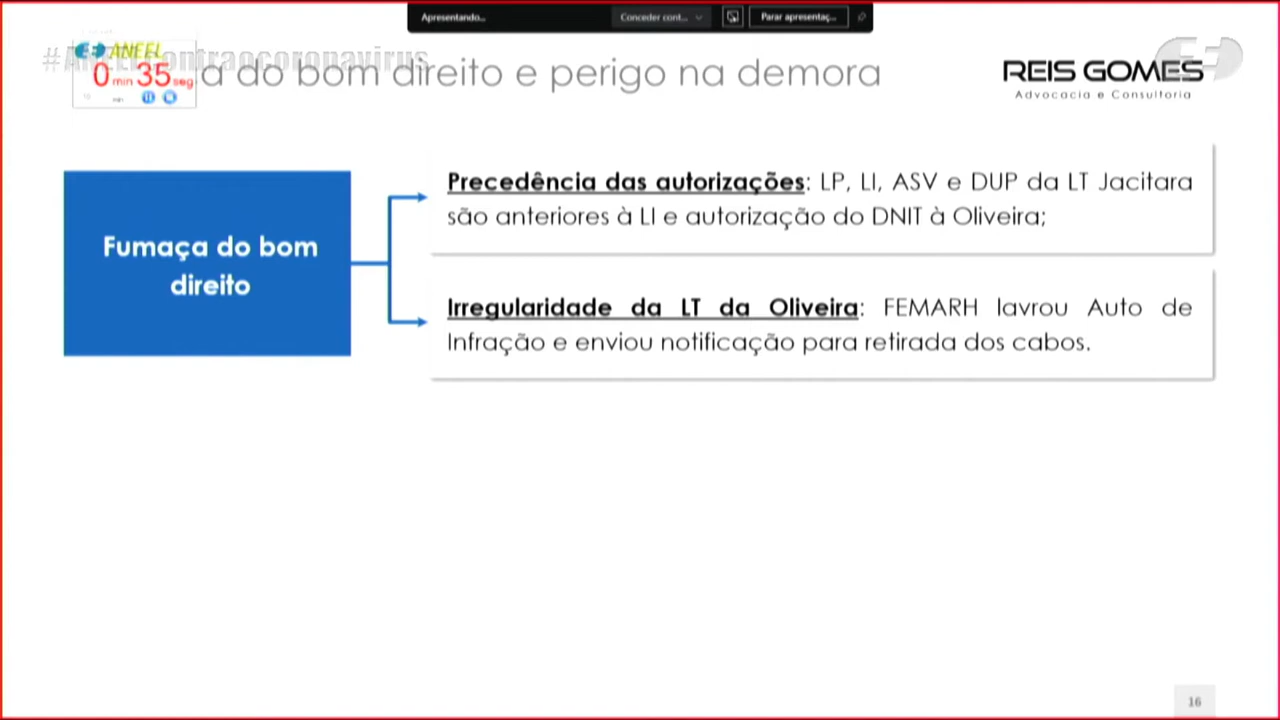 Apresentando...
Conceder cont...
Parar apresentaç...
#ANEELcontraocoronavirus
ANEEL
0 min 35 seg
a do bom direito e perigo na demora
REIS GOMES
Advocacia e Consultoria
Fumaça do bom
direito
Precedência das autorizações: LP, LI, ASV e DUP da LT Jacitara
são anteriores à LI e autorização do DNIT à Oliveira;
Irregularidade da LT da Oliveira: FEMARH lavrou Auto de
Infração e enviou notificação para retirada dos cabos.
16